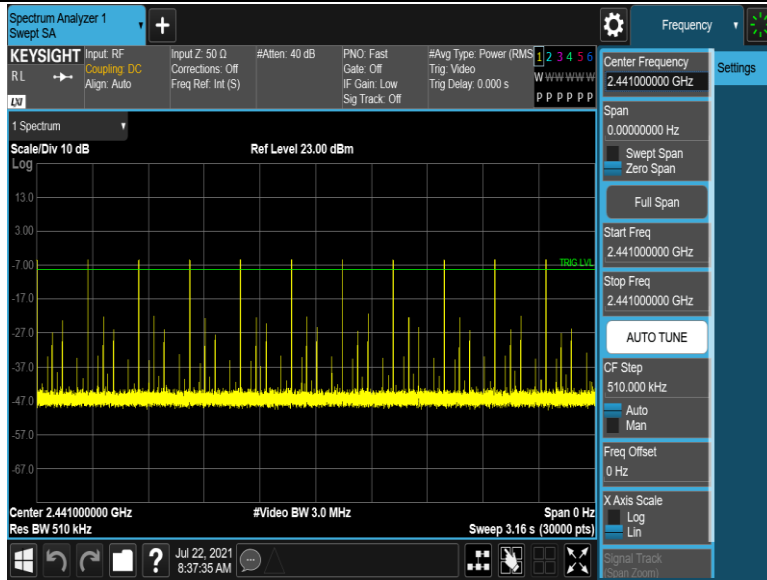 Spectrum Analyzer 1
Swept SA
Frequency
KEYSIGHT
RL
LXI
Input: RF
Coupling: DC
Align: Auto
Input Z: 50 Ω
Corrections: Off
Freq Ref: Int (S)
#Atten: 40 dB
PNO: Fast
Gate: Off
IF Gain: Low
Sig Track: Off
#Avg Type: Power (RMS
Trig: Video
Trig Delay: 0.000 s
1 2 3 4 5 6
W W W W W W
P P P P P P
1 Spectrum
Scale/Div 10 dB
Ref Level 23.00 dBm
Log
13.0
3.00
-7.00
TRIG LVL
-17.0
-27.0
-37.0
-47.0
-57.0
-67.0
Center 2.441000000 GHz
#Video BW 3.0 MHz
Span 0 Hz
Res BW 510 kHz
Sweep 3.16 s (30000 pts)
Jul 22, 2021
8:37:35 AM
?
Center Frequency
2.441000000 GHz
Settings
Span
0.00000000 Hz
Swept Span
Zero Span
Full Span
Start Freq
2.441000000 GHz
Stop Freq
2.441000000 GHz
AUTO TUNE
CF Step
510.000 kHz
Auto
Man
Freq Offset
0 Hz
X Axis Scale
Log
Lin
Signal Track
(Span Zoom)